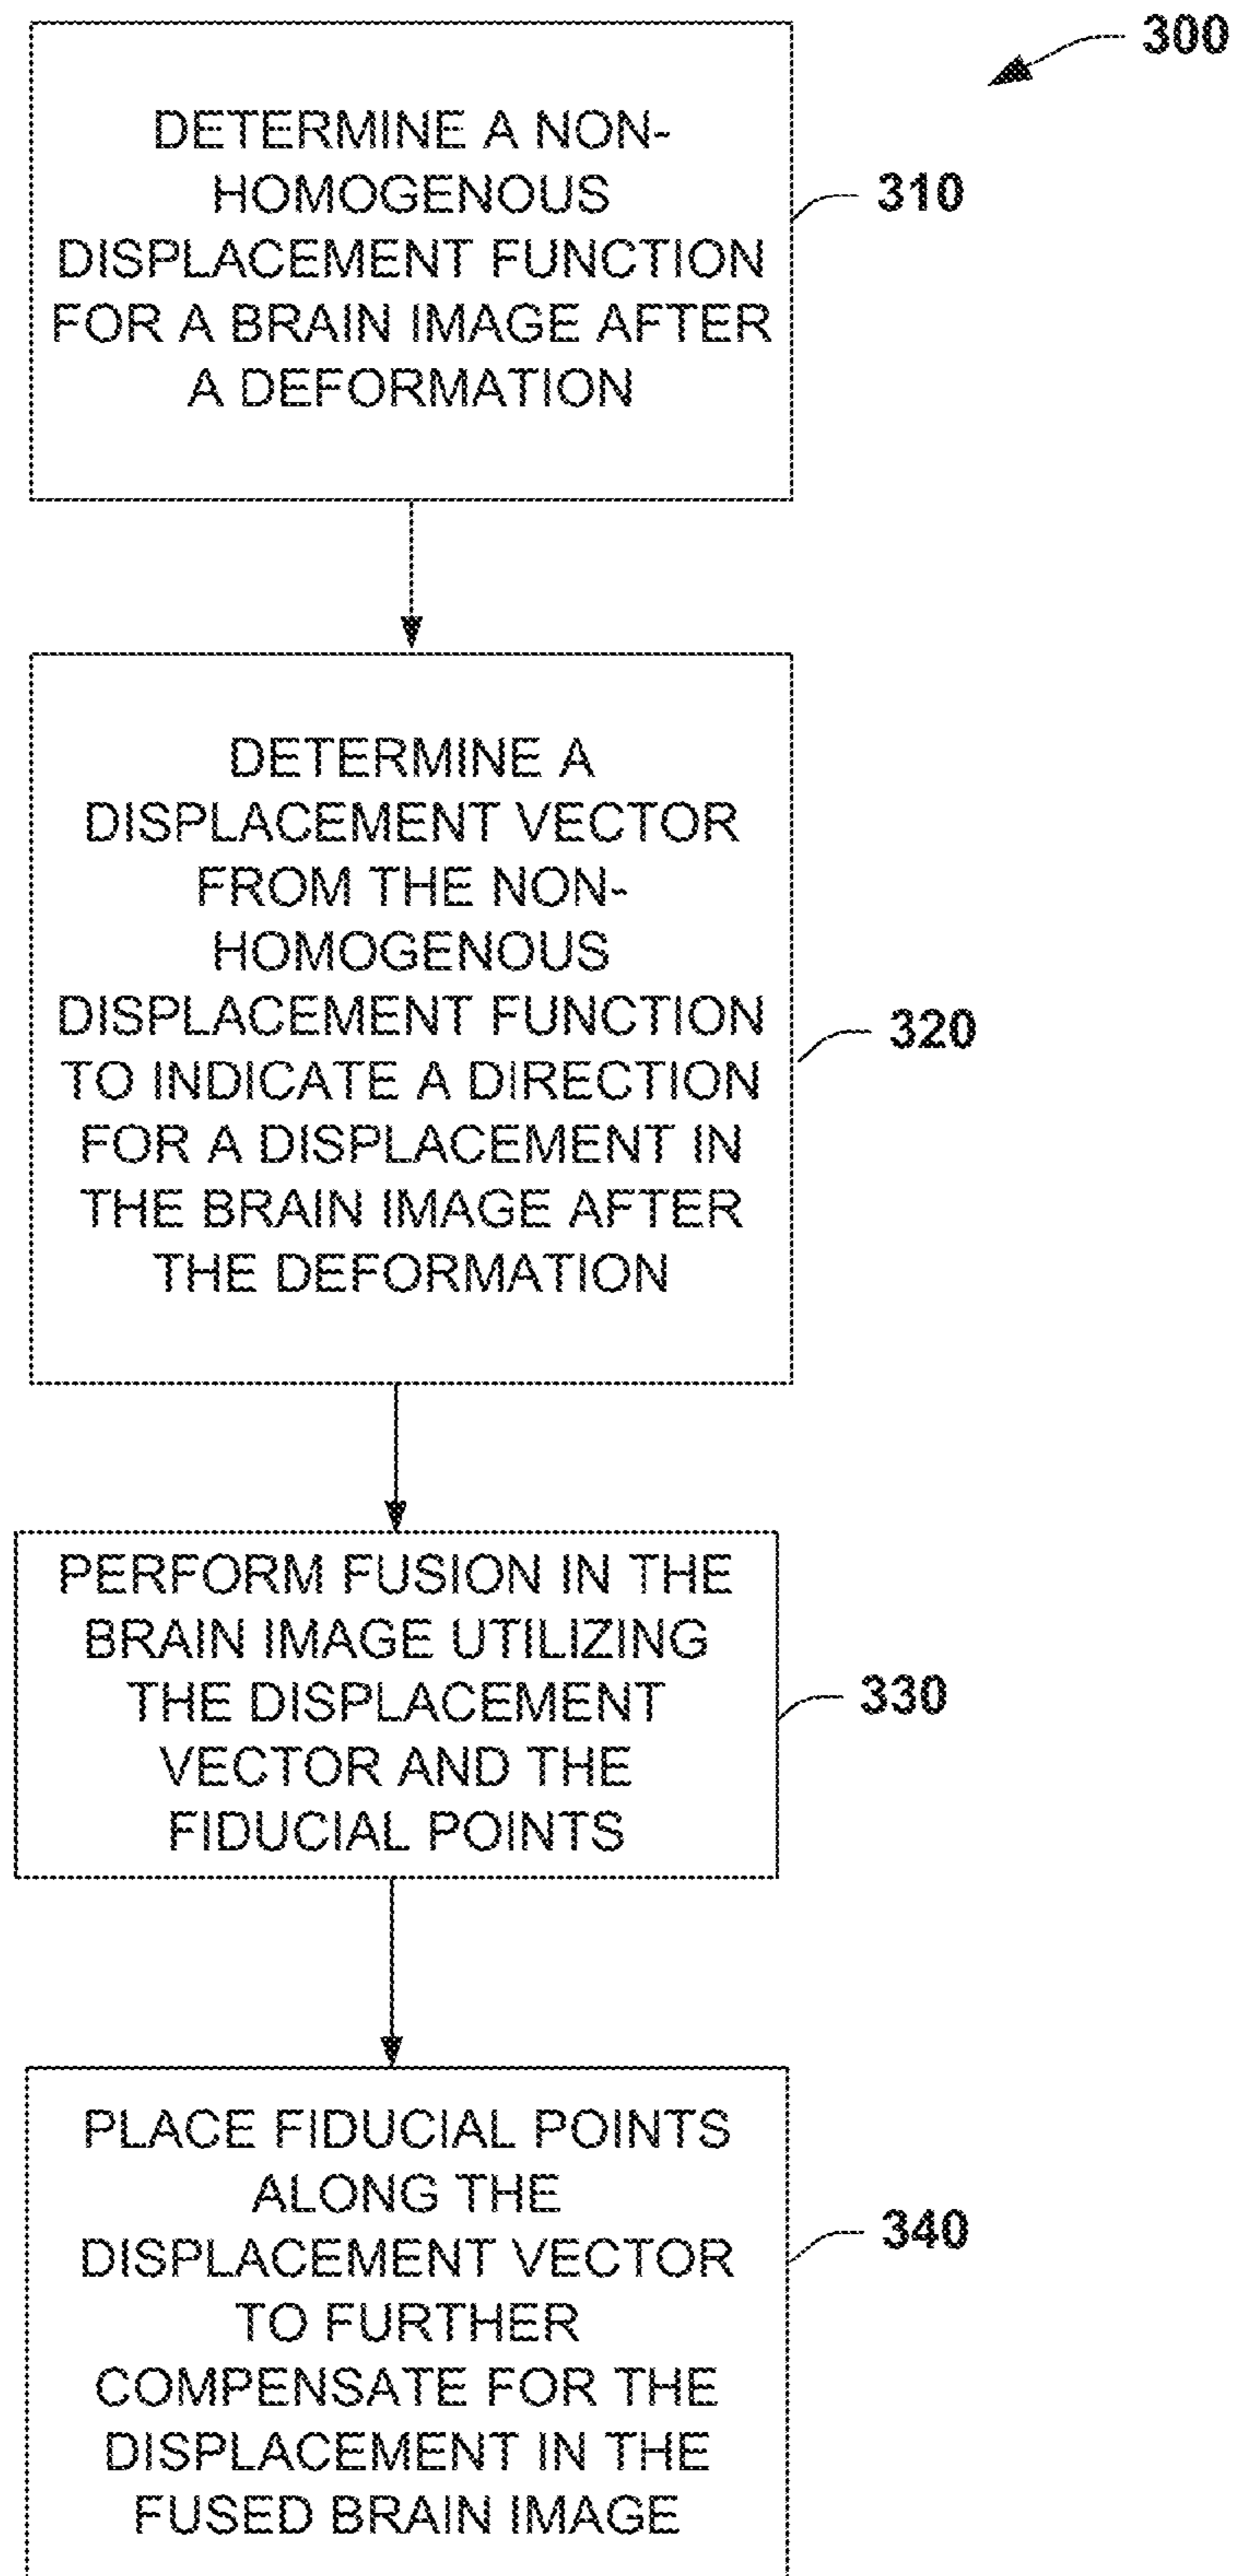 300
DETERMINE A NON-
HOMOGENOUS
DISPLACEMENT FUNCTION
FOR A BRAIN IMAGE AFTER
A DEFORMATION
310
DETERMINE A
DISPLACEMENT VECTOR
FROM THE NON-
HOMOGENOUS
DISPLACEMENT FUNCTION
TO INDICATE A DIRECTION
FOR A DISPLACEMENT IN
THE BRAIN IMAGE AFTER
THE DEFORMATION
320
PERFORM FUSION IN THE
BRAIN IMAGE UTILIZING
THE DISPLACEMENT
VECTOR AND THE
FIDUCIAL POINTS
330
PLACE FIDUCIAL POINTS
ALONG THE
DISPLACEMENT VECTOR
TO FURTHER
COMPENSATE FOR THE
DISPLACEMENT IN THE
FUSED BRAIN IMAGE
340